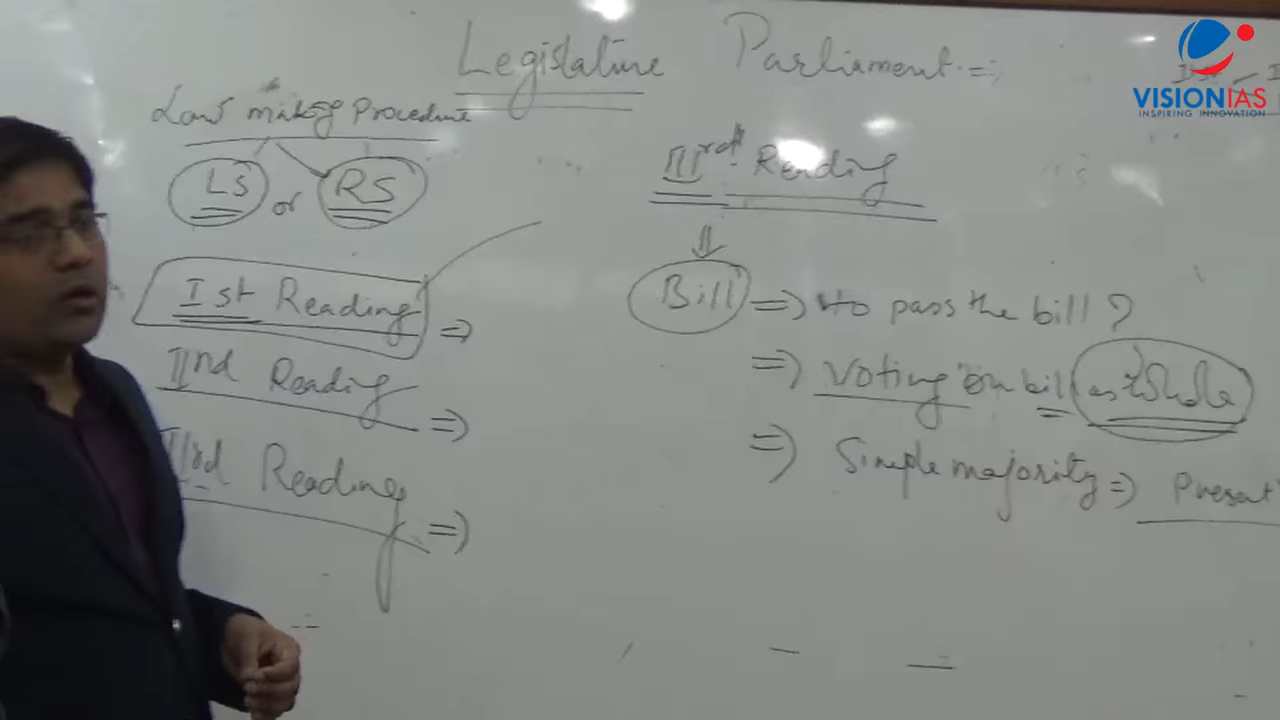 Legislature Parliament =:
Law making Procedure
LS or RS
Ist Reading =>
IInd Reading =>
IIIrd Reading =>
IIIrd Reading
Bill => to pass the bill?
=> Voting on bill as whole
=> Simple majority => Present
VISIONIAS
INSPIRING INNOVATION